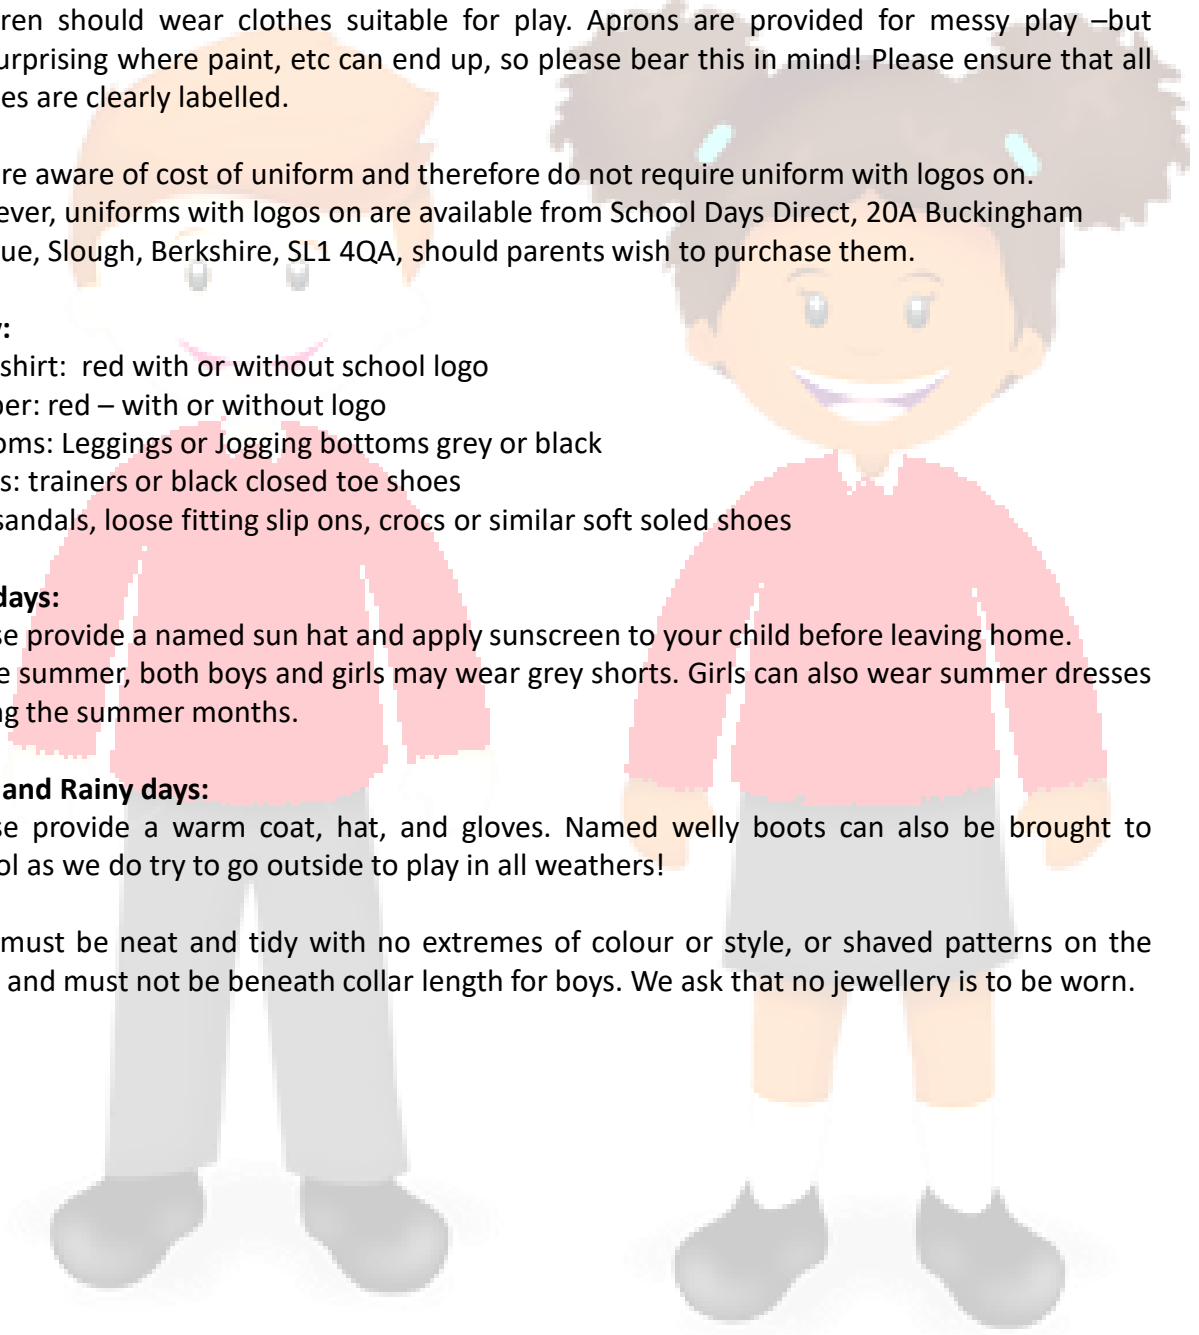 ren should wear clothes suitable for play. Aprons are provided for messy play –but
urprising where paint, etc can end up, so please bear this in mind! Please ensure that all
es are clearly labelled.
re aware of cost of uniform and therefore do not require uniform with logos on.
ever, uniforms with logos on are available from School Days Direct, 20A Buckingham
ue, Slough, Berkshire, SL1 4QA, should parents wish to purchase them.
:
shirt: red with or without school logo
per: red – with or without logo
oms: Leggings or Jogging bottoms grey or black
s: trainers or black closed toe shoes
sandals, loose fitting slip ons, crocs or similar soft soled shoes
days:
se provide a named sun hat and apply sunscreen to your child before leaving home.
e summer, both boys and girls may wear grey shorts. Girls can also wear summer dresses
ng the summer months.
and Rainy days:
se provide a warm coat, hat, and gloves. Named welly boots can also be brought to
ol as we do try to go outside to play in all weathers!
must be neat and tidy with no extremes of colour or style, or shaved patterns on the
and must not be beneath collar length for boys. We ask that no jewellery is to be worn.